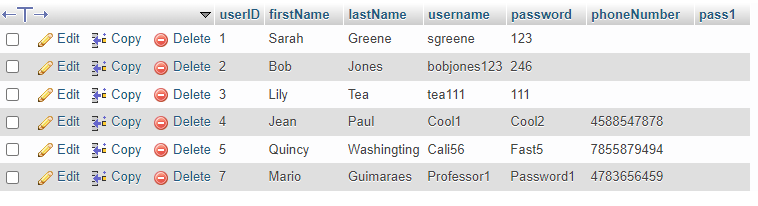 userID firstName lastName username password phoneNumber pass1
Edit Copy Delete 1 Sarah Greene sgreene 123
Edit Copy Delete 2 Bob Jones bobjones123 246
Edit Copy Delete 3 Lily Tea tea111 111
Edit Copy Delete 4 Jean Paul Cool1 Cool2 4588547878
Edit Copy Delete 5 Quincy Washingting Cali56 Fast5 7855879494
Edit Copy Delete 7 Mario Guimaraes Professor1 Password1 4783656459